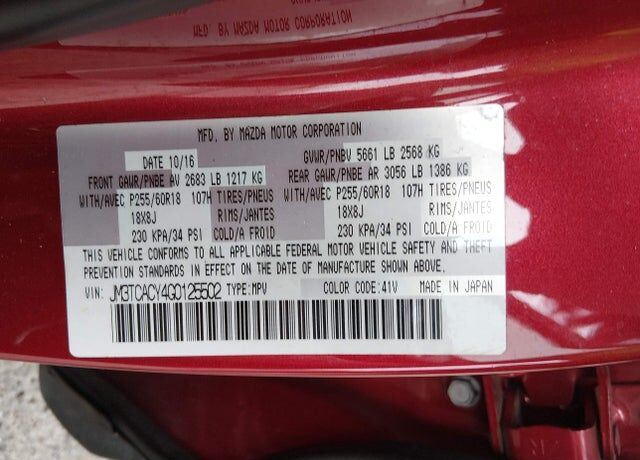 MFD. BY MAZDA MOTOR CORPORATION
DATE 10/16 GVWR/PNBV 5661 LB 2568 KG
FRONT GAWR/PNBE AV 2683 LB 1217 KG REAR GAWR/PNBE AR 3056 LB 1386 KG
WITH/AVEC P255/60R18 107H TIRES/PNEUS WITH/AVEC P255/60R18 107H TIRES/PNEUS
18X8J RIMS/JANTES 18X8J RIMS/JANTES
230 KPA/34 PSI COLD/A FROID 230 KPA/34 PSI COLD/A FROID
THIS VEHICLE CONFORMS TO ALL APPLICABLE FEDERAL MOTOR VEHICLE SAFETY AND THEFT
PREVENTION STANDARDS IN EFFECT ON THE DATE OF MANUFACTURE SHOWN ABOVE.
VIN: JM3TCACY4G0125502 TYPE:MPV COLOR CODE:41V MADE IN JAPAN